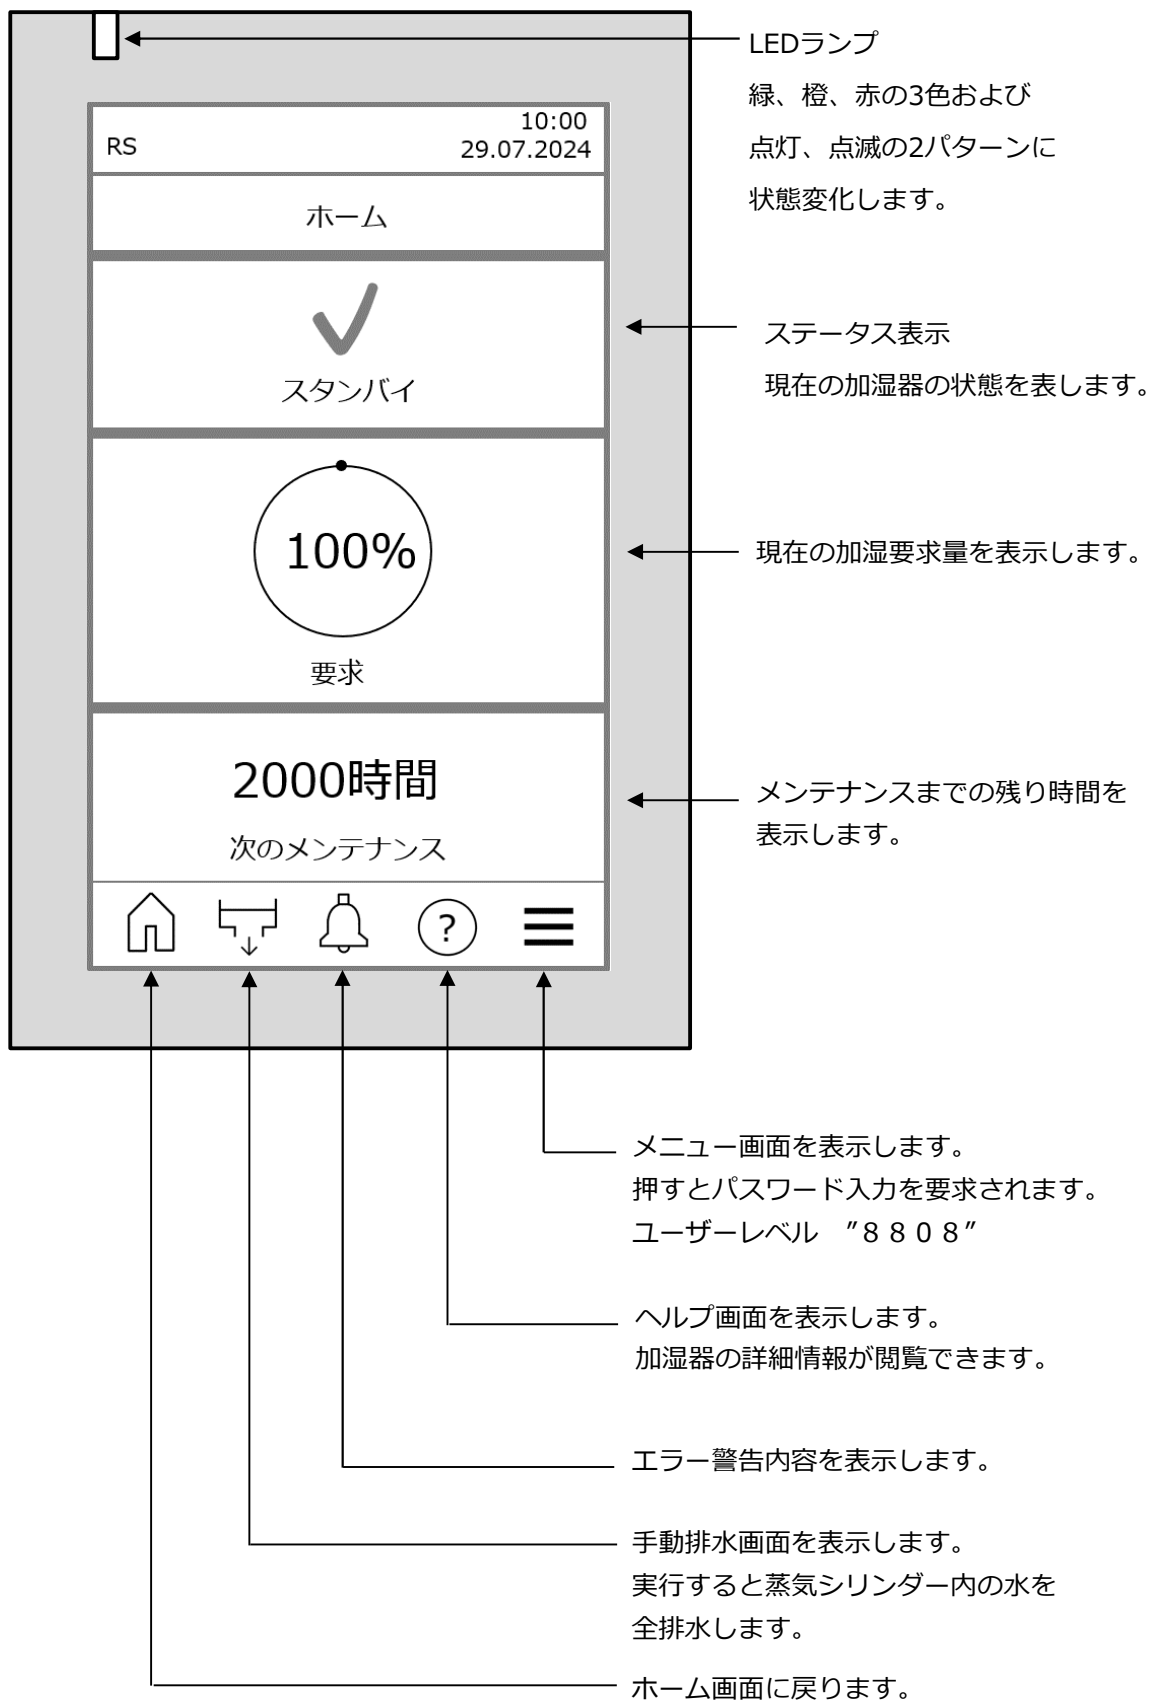 LEDランプ
緑、橙、赤の3色および
点灯、点滅の2パターンに
状態変化します。
10:00
RS
29.07.2024
ホーム
スタンバイ
ステータス表示
現在の加湿器の状態を表します。
100%
要求
現在の加湿要求量を表示します。
2000時間
次のメンテナンス
メンテナンスまでの残り時間を
表示します。
?
メニュー画面を表示します。
押すとパスワード入力を要求されます。
ユーザーレベル　”８８０８”
ヘルプ画面を表示します。
加湿器の詳細情報が閲覧できます。
エラー警告内容を表示します。
手動排水画面を表示します。
実行すると蒸気シリンダー内の水を
全排水します。
ホーム画面に戻ります。